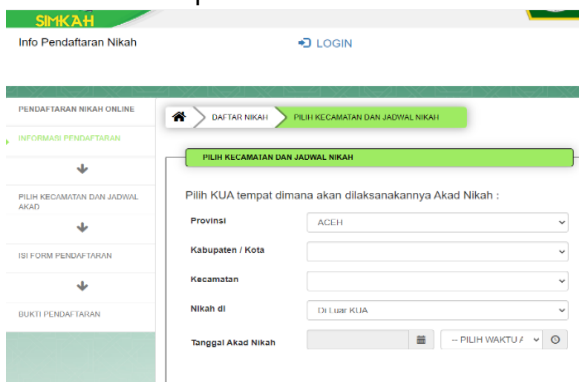 SIMKAH
Info Pendaftaran Nikah
LOGIN
PENDAFTARAN NIKAH ONLINE
DAFTAR NIKAH
PILIH KECAMATAN DAN JADWAL NIKAH
INFORMASI PENDAFTARAN
PILIH KECAMATAN DAN JADWAL NIKAH
PILIH KECAMATAN DAN JADWAL
AKAD
Pilih KUA tempat dimana akan dilaksanakannya Akad Nikah :
Provinsi
ACEH
Kabupaten / Kota
ISI FORM PENDAFTARAN
Kecamatan
Nikah di
Di Luar KUA
BUKTI PENDAFTARAN
Tanggal Akad Nikah
-- PILIH WAKTU